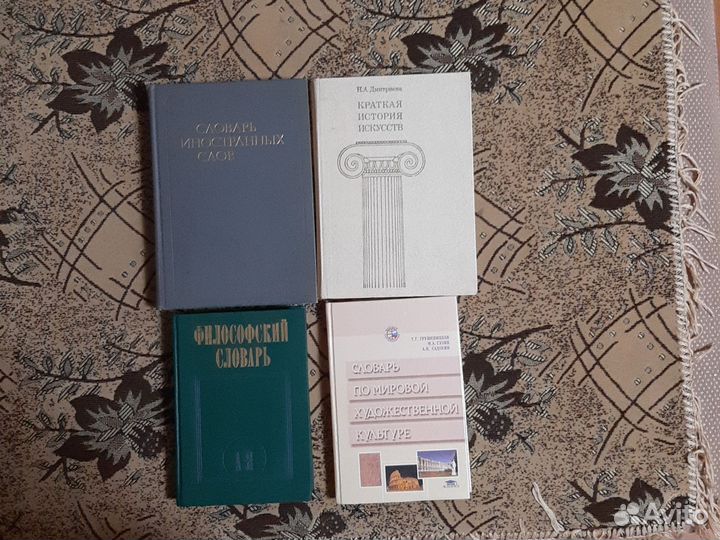 СЛОВАРЬ
ИНОСТРАННЫХ
СЛОВ
Н.А.Дмитриева
КРАТКАЯ
ИСТОРИЯ
ИСКУССТВ
ФИЛОСОФСКИЙ
СЛОВАРЬ
А-Я
СЛОВАРЬ
ПО МИРОВОЙ
ХУДОЖЕСТВЕННОЙ
КУЛЬТУРЕ
Avito